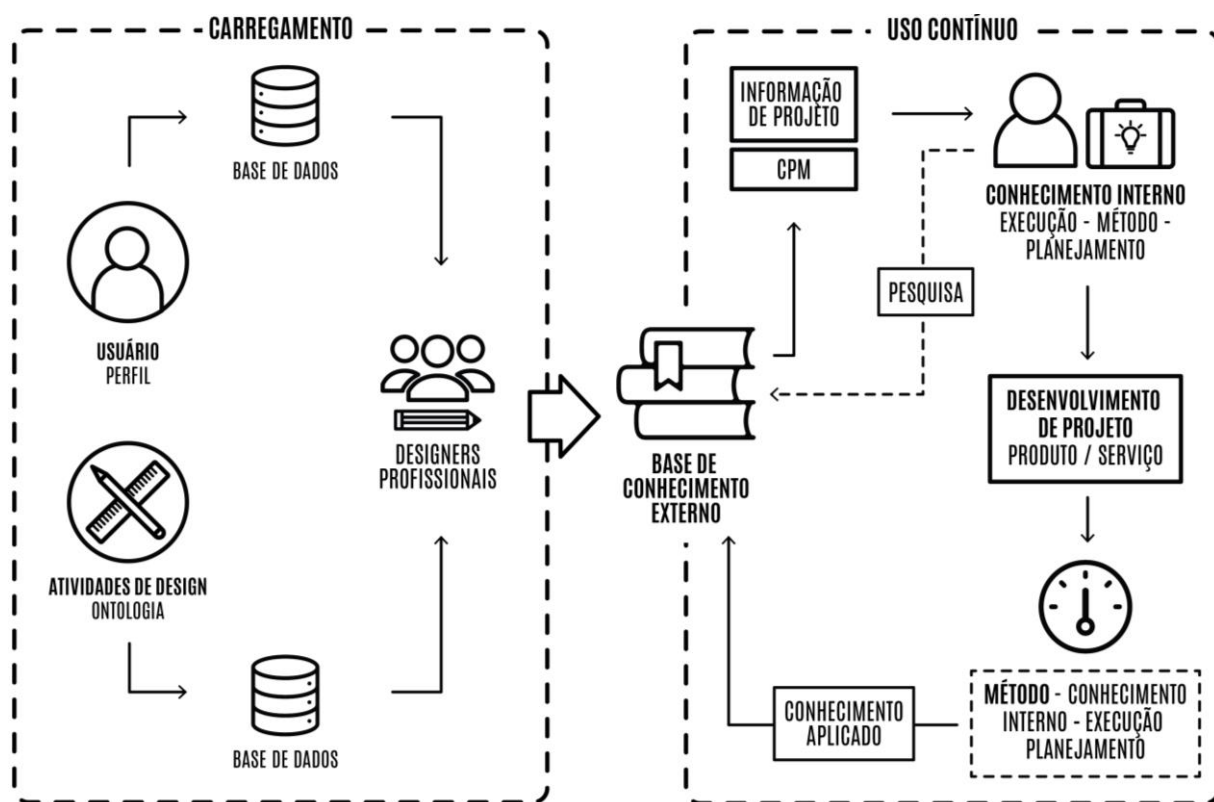 CARREGAMENTO
BASE DE DADOS
USUÁRIO
PERFIL
DESIGNERS
PROFISSIONAIS
ATIVIDADES DE DESIGN
ONTOLOGIA
BASE DE DADOS
BASE DE
CONHECIMENTO
EXTERNO
USO CONTÍNUO
INFORMAÇÃO
DE PROJETO
CPM
CONHECIMENTO INTERNO
EXECUÇÃO - MÉTODO -
PLANEJAMENTO
PESQUISA
DESENVOLVIMENTO
DE PROJETO
PRODUTO / SERVIÇO
MÉTODO - CONHECIMENTO
INTERNO - EXECUÇÃO
PLANEJAMENTO
CONHECIMENTO
APLICADO